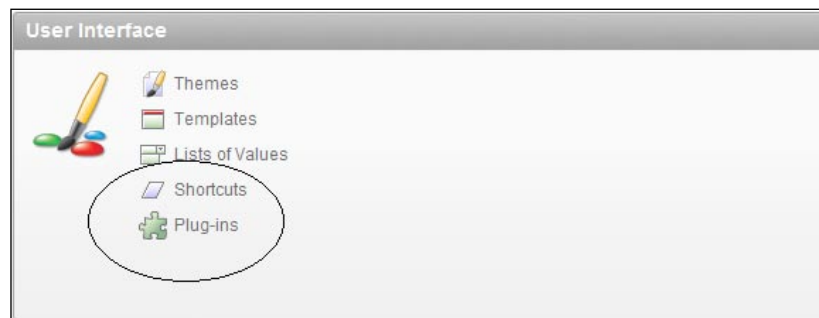 User Interface
Themes
Templates
Lists of Values
Shortcuts
Plug-ins